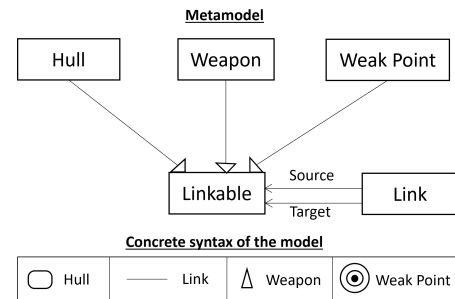 Metamodel
Hull
Weapon
Weak Point
Source
Linkable
Link
Target
Concrete syntax of the model
Hull
Link
Weapon
Weak Point